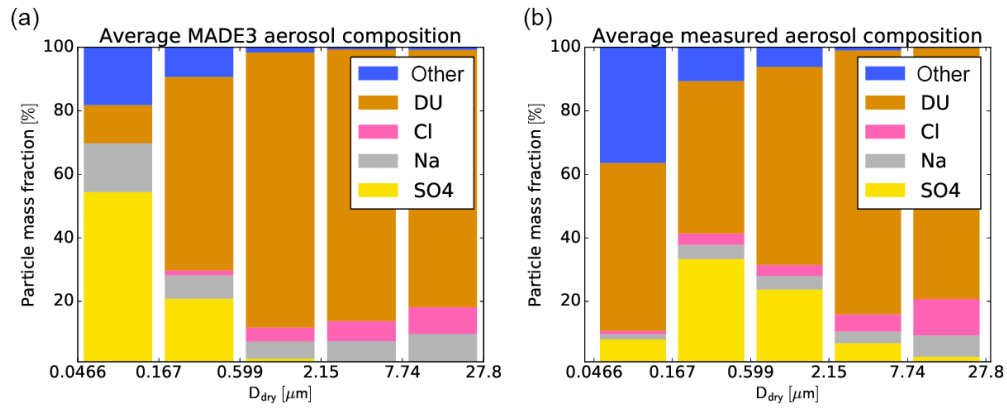 (a)
Average MADE3 aerosol composition
100
80
60
40
20
Particle mass fraction [%]
Other
DU
Cl
Na
SO4
0.0466 0.167 0.599 2.15 7.74 27.8
Ddry [μm]
(b)
Average measured aerosol composition
100
80
60
40
20
Particle mass fraction [%]
Other
DU
Cl
Na
SO4
0.0466 0.167 0.599 2.15 7.74 27.8
Ddry [μm]